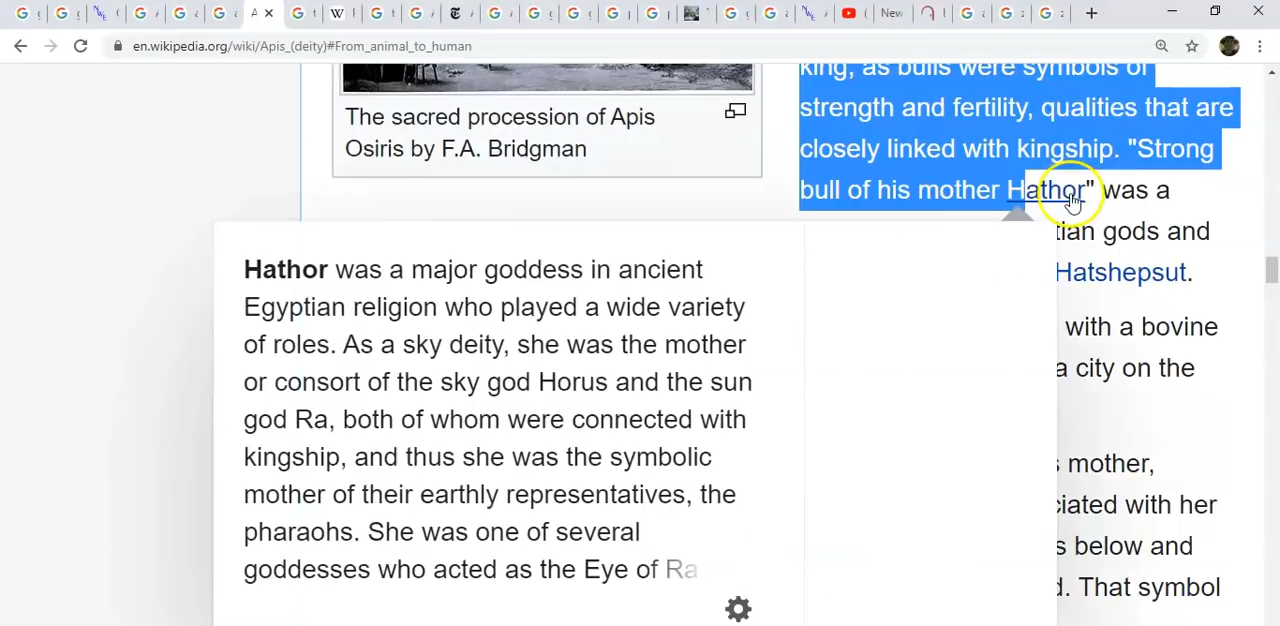 en.wikipedia.org/wiki/Apis_(deity)#From_animal_to_human
The sacred procession of Apis
Osiris by F.A. Bridgman
king, as bulls were symbols of
strength and fertility, qualities that are
closely linked with kingship. "Strong
bull of his mother Hathor" was a
tian gods and
Hatshepsut.
with a bovine
a city on the
s mother,
ciated with her
s below and
d. That symbol
Hathor was a major goddess in ancient
Egyptian religion who played a wide variety
of roles. As a sky deity, she was the mother
or consort of the sky god Horus and the sun
god Ra, both of whom were connected with
kingship, and thus she was the symbolic
mother of their earthly representatives, the
pharaohs. She was one of several
goddesses who acted as the Eye of Ra
New